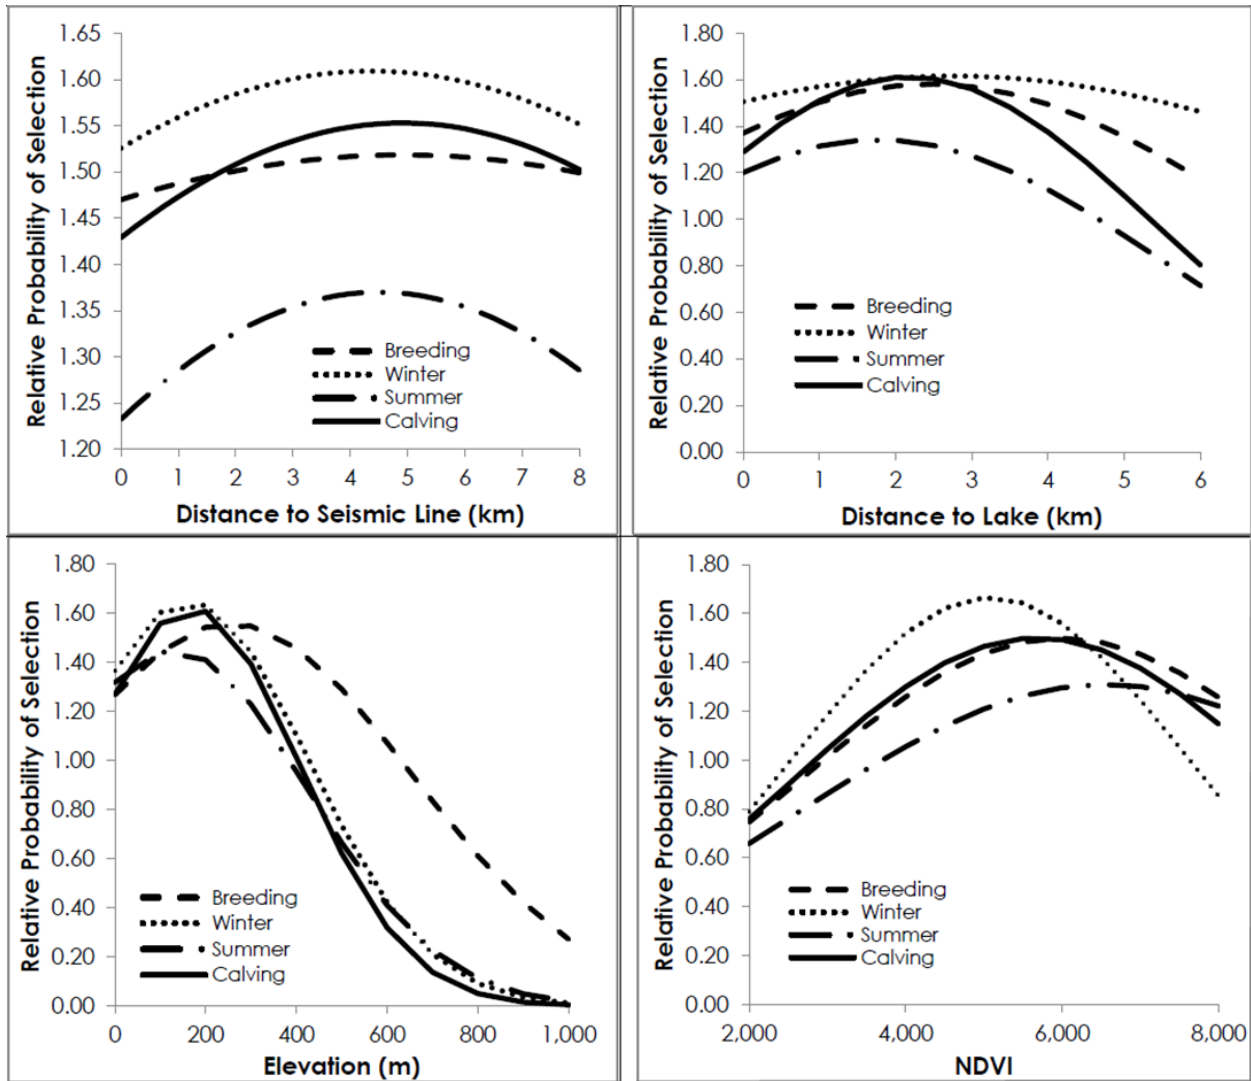 Relative Probability of Selection
1.65
1.60
1.55
1.50
1.45
1.40
1.35
1.30
1.25
1.20
Breeding
Winter
Summer
Calving
0 1 2 3 4 5 6 7 8
Distance to Seismic Line (km)
Relative Probability of Selection
1.80
1.60
1.40
1.20
1.00
0.80
0.60
0.40
0.20
0.00
Breeding
Winter
Summer
Calving
0 1 2 3 4 5 6
Distance to Lake (km)
Relative Probability of Selection
1.80
1.60
1.40
1.20
1.00
0.80
0.60
0.40
0.20
0.00
Breeding
Winter
Summer
Calving
0 200 400 600 800 1,000
Elevation (m)
Relative Probability of Selection
1.80
1.60
1.40
1.20
1.00
0.80
0.60
0.40
0.20
0.00
Breeding
Winter
Summer
Calving
2,000 4,000 6,000 8,000
NDVI